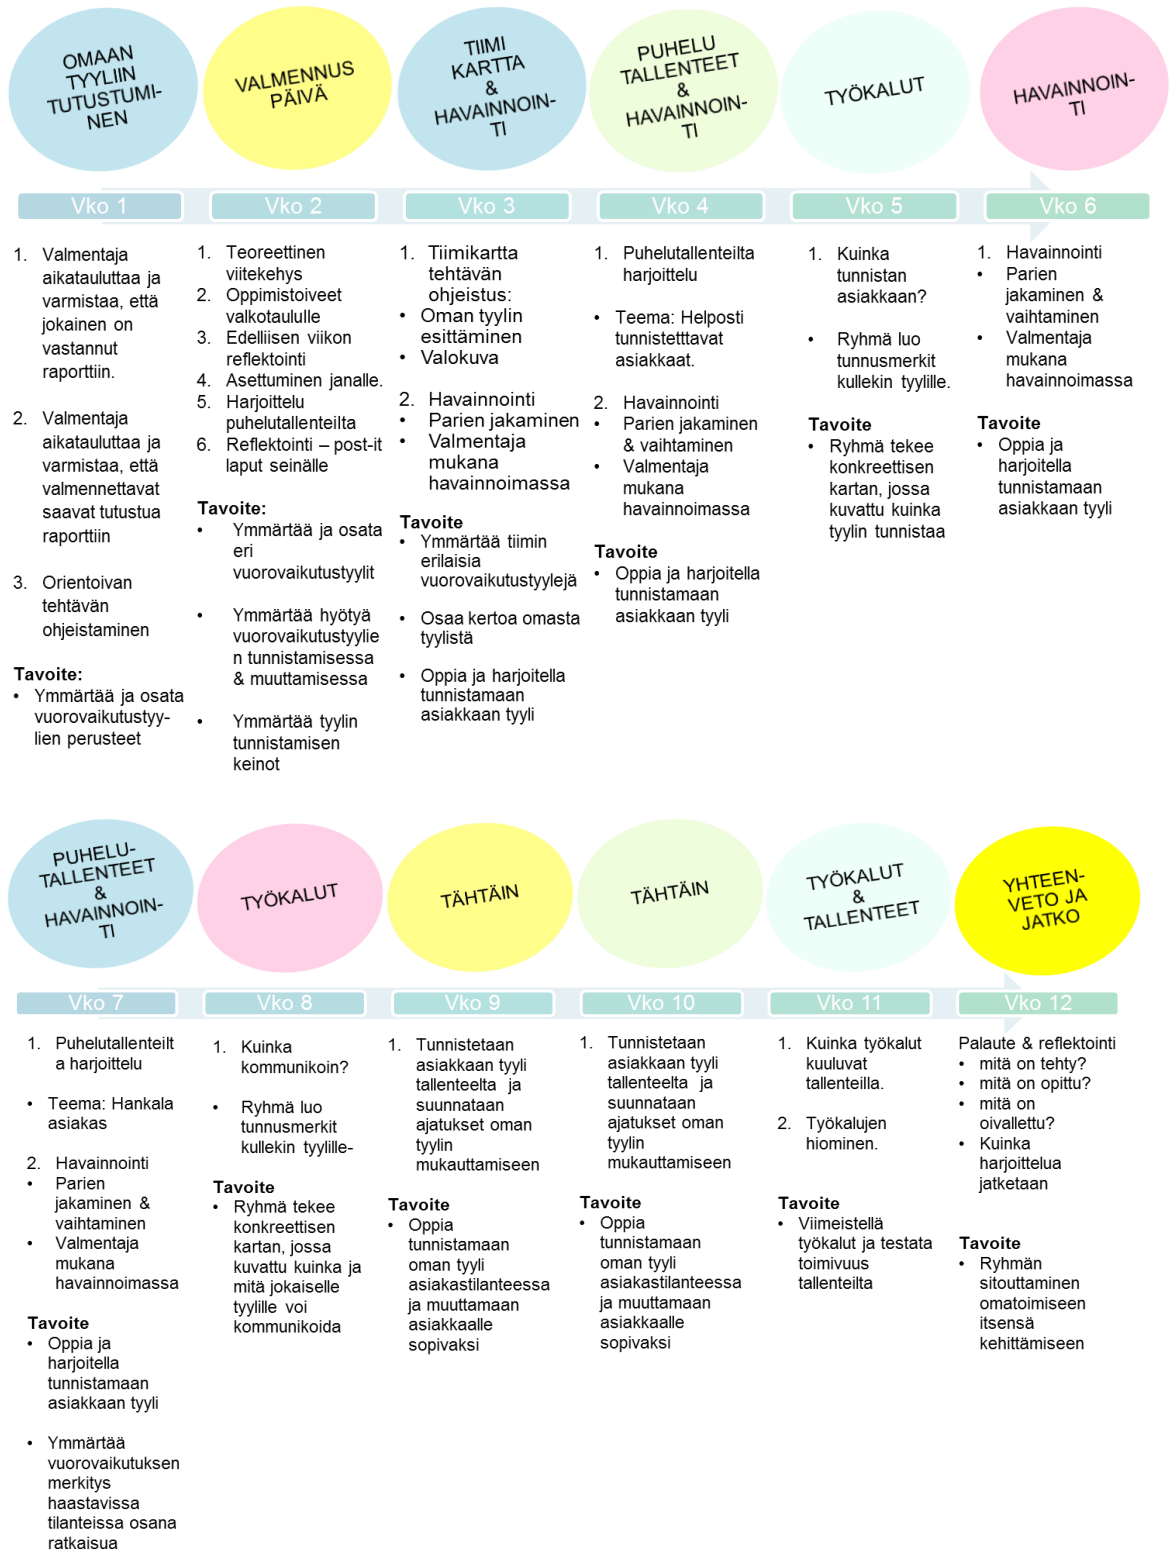 OMAAN
TYYLIIN
TUTUSTUMI-
NEN
VALMENNUS
PÄIVÄ
TIIMI
KARTTA
&
HAVAINNOIN-
TI
PUHELU
TALLENTEET
&
HAVAINNOIN-
TI
TYÖKALUT
HAVAINNOIN-
TI
Vko 1
Vko 2
Vko 3
Vko 4
Vko 5
Vko 6
1. Valmentaja
aikatauluttaa ja
varmistaa, että
jokainen on
vastannut
raporttiin.
2. Valmentaja
aikatauluttaa ja
varmistaa, että
valmennettavat
saavat tutustua
raporttiin
3. Orientoivan
tehtävän
ohjeistaminen
Tavoite:
• Ymmärtää ja osata
vuorovaikutustyy-
lien perusteet
1. Teoreettinen
viitekehys
2. Oppimistoiveet
valkotaululle
3. Edellisen viikon
reflektointi
4. Asettuminen janalle.
5. Harjoittelu
puhelutallenteilta
6. Reflektointi – post-it
laput seinälle
Tavoite:
• Ymmärtää ja osata
eri
vuorovaikutustyylit
• Ymmärtää hyötyä
vuorovaikutustyylie
n tunnistamisessa
& muuttamisessa
• Ymmärtää tyylin
tunnistamisen
keinot
1. Tiimikartta
tehtävän
ohjeistus:
• Oman tyylin
esittäminen
• Valokuva
2. Havainnointi
• Parien jakaminen
• Valmentaja
mukana
havainnoimassa
Tavoite
• Ymmärtää tiimin
erilaisia
vuorovaikutustyylejä
• Osaa kertoa omasta
tyylistä
• Oppia ja harjoitella
tunnistamaan
asiakkaan tyyli
1. Puhelutallenteilta
harjoittelu
• Teema: Helposti
tunnistetttavat
asiakkaat.
2. Havainnointi
• Parien jakaminen
& vaihtaminen
• Valmentaja
mukana
havainnoimassa
Tavoite
• Oppia ja harjoitella
tunnistamaan
asiakkaan tyyli
1. Kuinka
tunnistan
asiakkaan?
• Ryhmä luo
tunnusmerkit
kullekin tyylille.
Tavoite
• Ryhmä tekee
konkreettisen
kartan, jossa
kuvattu kuinka
tyylin tunnistaa
1. Havainnointi
• Parien
jakaminen &
vaihtaminen
• Valmentaja
mukana
havainnoimassa
Tavoite
• Oppia ja
harjoitella
tunnistamaan
asiakkaan tyyli
PUHELU-
TALLENTEET
&
HAVAINNOIN-
TI
TYÖKALUT
TÄHTÄIN
TÄHTÄIN
TYÖKALUT
&
TALLENTEET
YHTEEN-
VETO JA
JATKO
Vko 7
Vko 8
Vko 9
Vko 10
Vko 11
Vko 12
1. Puhelutallenteilt
a harjoittelu
• Teema: Hankala
asiakas
2. Havainnointi
• Parien
jakaminen &
vaihtaminen
• Valmentaja
mukana
havainnoimassa
Tavoite
• Oppia ja
harjoitella
tunnistamaan
asiakkaan tyyli
• Ymmärtää
vuorovaikutuksen
merkitys
haastavissa
tilanteissa osana
ratkaisua
1. Kuinka
kommunikoin?
• Ryhmä luo
tunnusmerkit
kullekin tyylille-
Tavoite
• Ryhmä tekee
konkreettisen
kartan, jossa
kuvattu kuinka ja
mitä jokaiselle
tyylille voi
kommunikoida
1. Tunnistetaan
asiakkaan tyyli
tallenteelta ja
suunnataan
ajatukset oman
tyylin
mukauttamiseen
Tavoite
• Oppia
tunnistamaan
oman tyyli
asiakastilanteessa
ja muuttamaan
asiakkaalle
sopivaksi
1. Tunnistetaan
asiakkaan tyyli
tallenteelta ja
suunnataan
ajatukset oman
tyylin
mukauttamiseen
Tavoite
• Oppia
tunnistamaan
oman tyyli
asiakastilanteessa
ja muuttamaan
asiakkaalle
sopivaksi
1. Kuinka työkalut
kuuluvat
tallenteilla.
2. Työkalujen
hiominen.
Tavoite
• Viimeistellä
työkalut ja testata
toimivuus
tallenteilta
Palaute & reflektointi
• mitä on tehty?
• mitä on opittu?
• mitä on
oivallettu?
• Kuinka
harjoittelua
jatketaan
Tavoite
• Ryhmän
sitouttaminen
omatoimiseen
itsensä
kehittämiseen